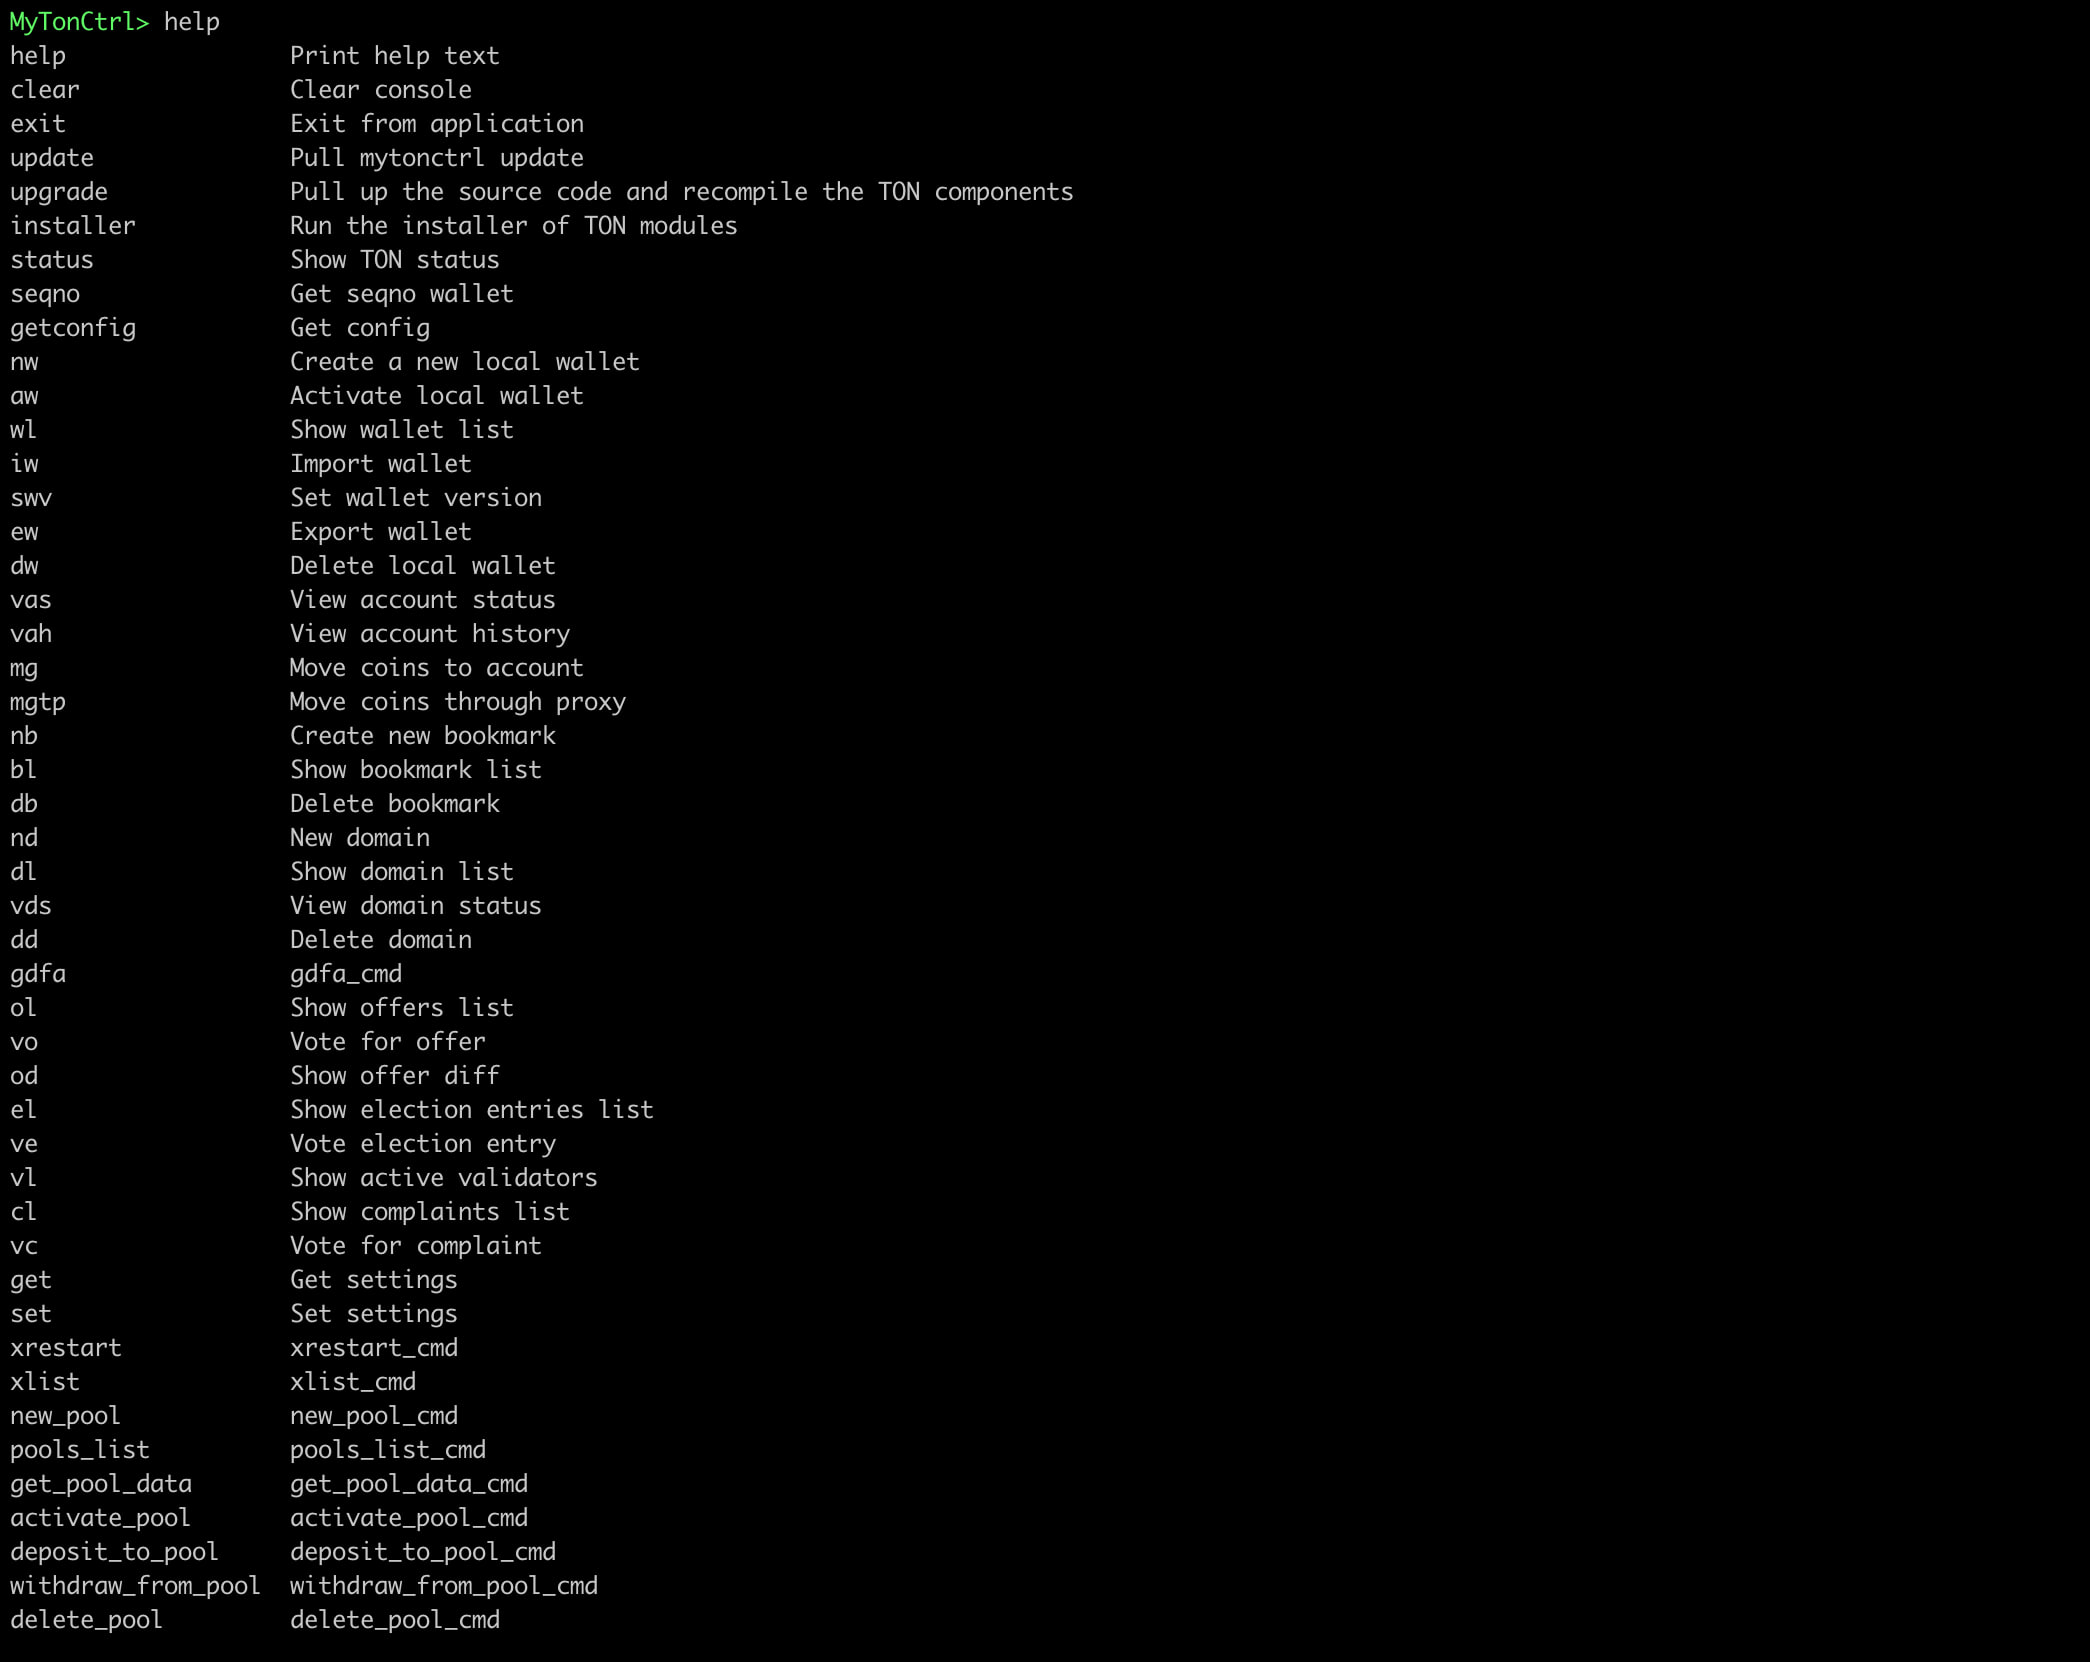 MyTonCtrl> help
help                Print help text
clear               Clear console
exit                Exit from application
update              Pull mytonctrl update
upgrade             Pull up the source code and recompile the TON components
installer           Run the installer of TON modules
status              Show TON status
seqno               Get seqno wallet
getconfig           Get config
nw                  Create a new local wallet
aw                  Activate local wallet
wl                  Show wallet list
iw                  Import wallet
swv                 Set wallet version
ew                  Export wallet
dw                  Delete local wallet
vas                 View account status
vah                 View account history
mg                  Move coins to account
mgtp                Move coins through proxy
nb                  Create new bookmark
bl                  Show bookmark list
db                  Delete bookmark
nd                  New domain
dl                  Show domain list
vds                 View domain status
dd                  Delete domain
gdfa                gdfa_cmd
ol                  Show offers list
vo                  Vote for offer
od                  Show offer diff
el                  Show election entries list
ve                  Vote election entry
vl                  Show active validators
cl                  Show complaints list
vc                  Vote for complaint
get                 Get settings
set                 Set settings
xrestart            xrestart_cmd
xlist               xlist_cmd
new_pool            new_pool_cmd
pools_list          pools_list_cmd
get_pool_data       get_pool_data_cmd
activate_pool       activate_pool_cmd
deposit_to_pool     deposit_to_pool_cmd
withdraw_from_pool  withdraw_from_pool_cmd
delete_pool         delete_pool_cmd